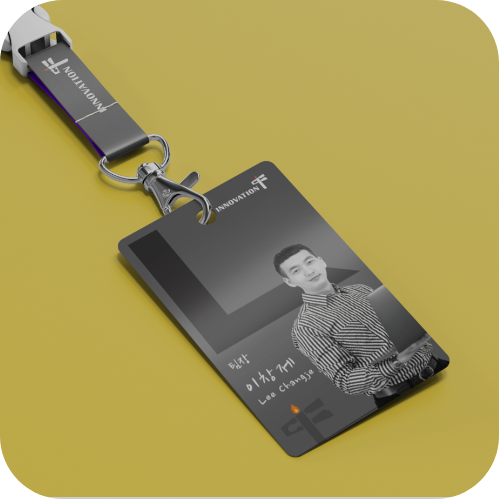 INNOVATION
INNOVATION
팀장
이창제
Lee Changje